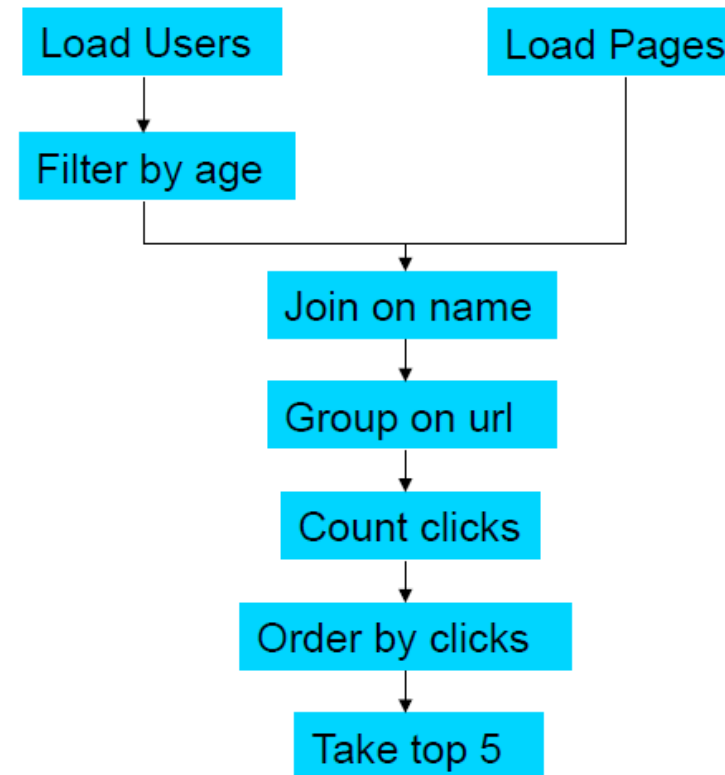 Load Users
Load Pages
Filter by age
Join on name
Group on url
Count clicks
Order by clicks
Take top 5